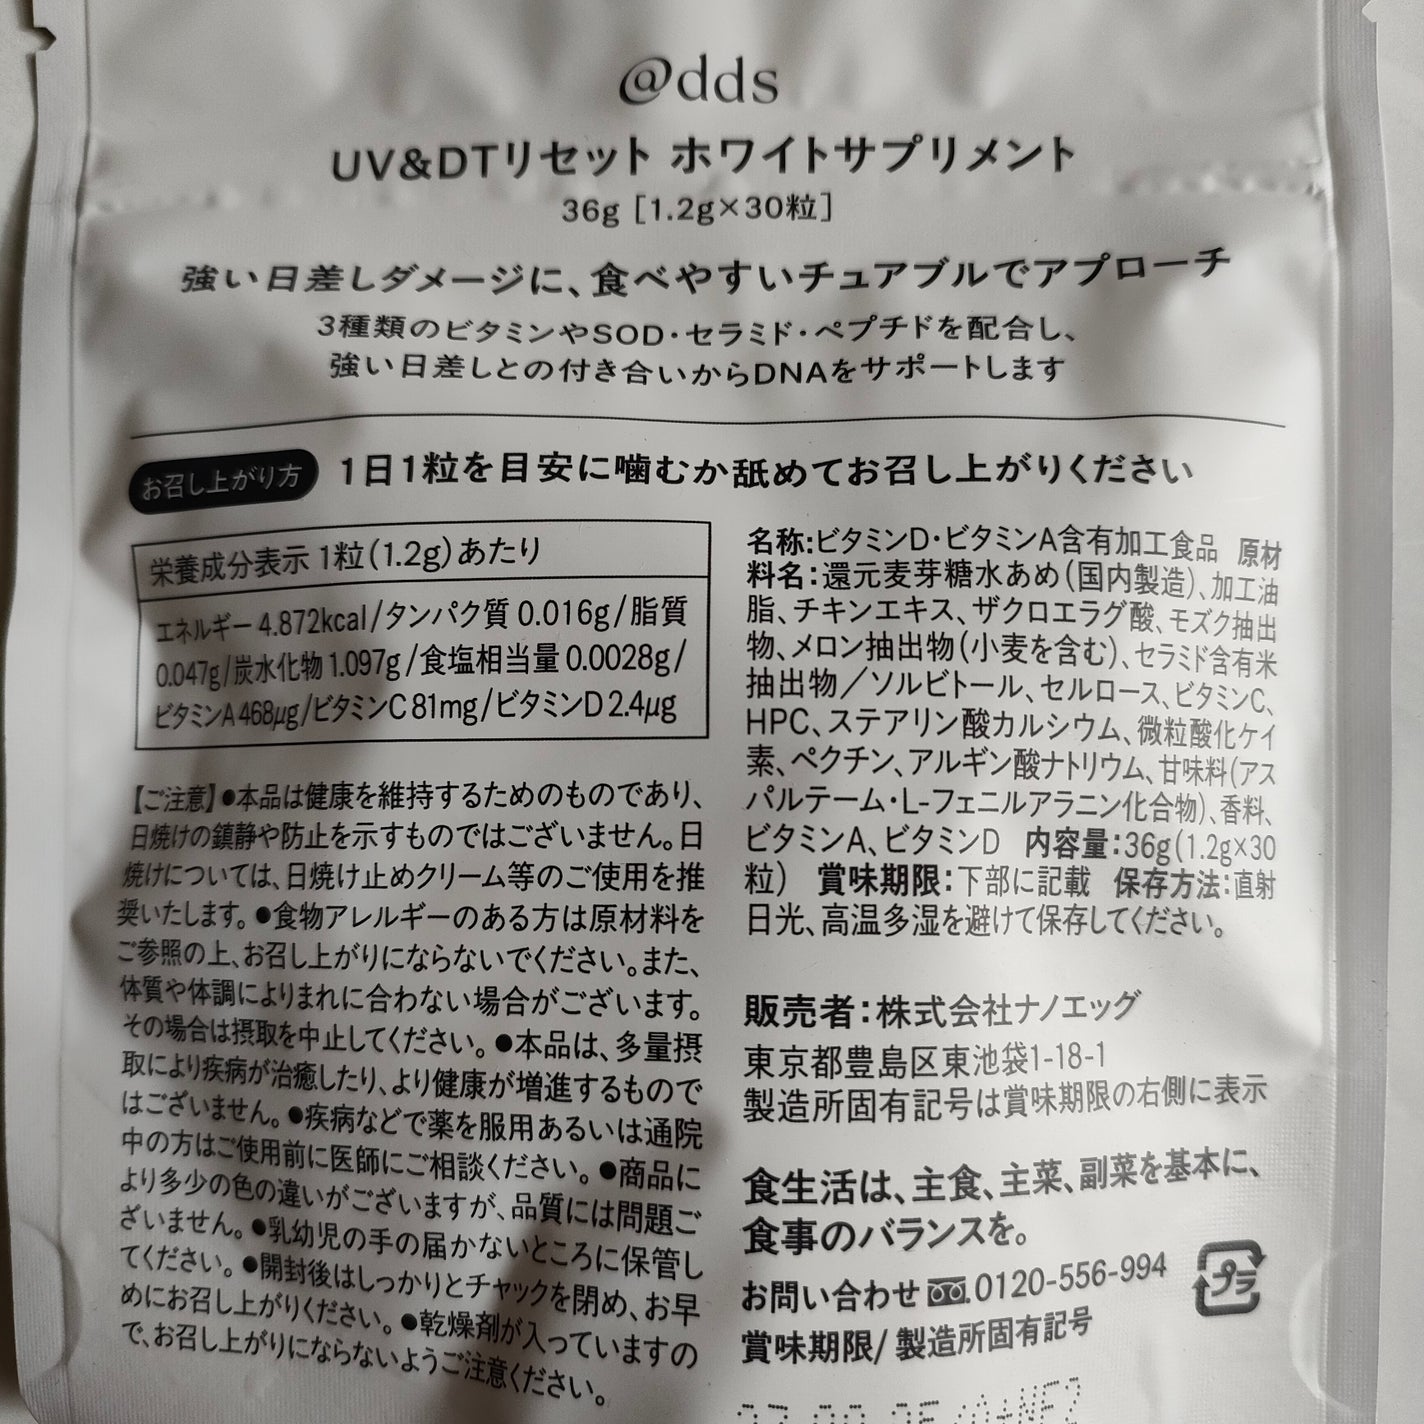 @dds
UV&DTリセット ホワイトサプリメント
36g［1.2g×30粒］
強い日差しダメージに、食べやすいチュアブルでアプローチ
3種類のビタミンやSOD・セラミド・ペプチドを配合し、
強い日差しとの付き合いからDNAをサポートします
お召し上がり方 1日1粒を目安に噛むか舐めてお召し上がりください
栄養成分表示 1粒(1.2g)あたり
エネルギー 4.872kcal/タンパク質 0.016g/脂質
0.047g/炭水化物 1.097g/食塩相当量 0.0028g/
ビタミンA 468μg/ビタミンC 81mg/ビタミンD 2.4μg
【ご注意】●本品は健康を維持するためのものであり、
日焼けの鎮静や防止を示すものではございません。日
焼けについては、日焼け止めクリーム等のご使用を推
奨いたします。●食物アレルギーのある方は原材料を
ご参照の上、お召し上がりにならないでください。また、
体質や体調によりまれに合わない場合がございます。
その場合は摂取を中止してください。●本品は、多量摂
取により疾病が治癒したり、より健康が増進するもので
はございません。●疾病などで薬を服用あるいは通院
中の方はご使用前に医師にご相談ください。●商品に
より多少の色の違いがございますが、品質には問題ご
ざいません。●乳幼児の手の届かないところに保管し
てください。●開封後はしっかりとチャックを閉め、お早
めにお召し上がりください。●乾燥剤が入っていますの
で、お召し上がりにならないようご注意ください。
名称:ビタミンD・ビタミンA含有加工食品 原材
料名:還元麦芽糖水あめ(国内製造)、加工油
脂、チキンエキス、ザクロエラグ酸、モズク抽出
物、メロン抽出物(小麦を含む)、セラミド含有米
抽出物／ソルビトール、セルロース、ビタミンC、
HPC、ステアリン酸カルシウム、微粒酸化ケイ
素、ペクチン、アルギン酸ナトリウム、甘味料(アス
パルテーム・L-フェニルアラニン化合物)、香料、
ビタミンA、ビタミンD 内容量:36g(1.2g×30
粒) 賞味期限:下部に記載 保存方法:直射
日光、高温多湿を避けて保存してください。
販売者:株式会社ナノエッグ
東京都豊島区東池袋1-18-1
製造所固有記号は賞味期限の右側に表示
食生活は、主食、主菜、副菜を基本に、
食事のバランスを。
お問い合わせ 0120-556-994
プラ
賞味期限/製造所固有記号